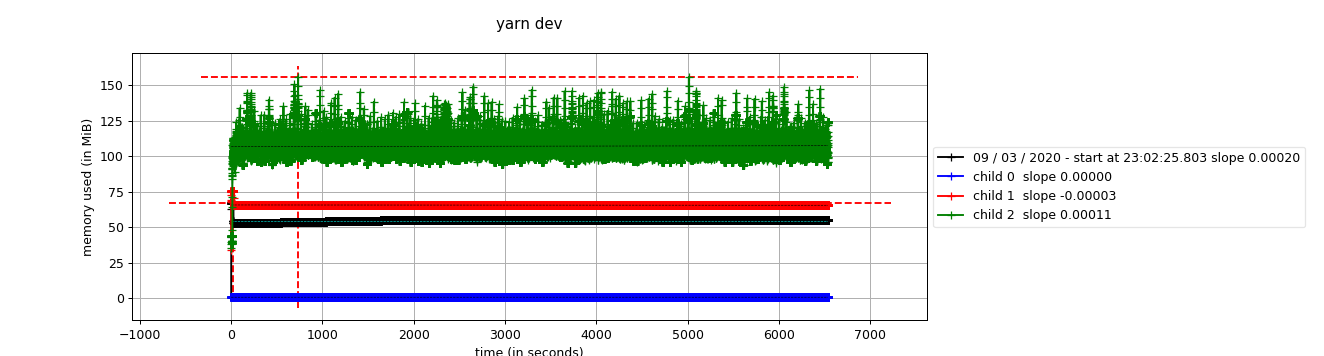 yarn dev
memory used (in MiB)
150
125
100
75
50
25
0
−1000
0
1000
2000
3000
4000
5000
6000
7000
time (in seconds)
09 / 03 / 2020 - start at 23:02:25.803 slope 0.00020
child 0 slope 0.00000
child 1 slope -0.00003
child 2 slope 0.00011